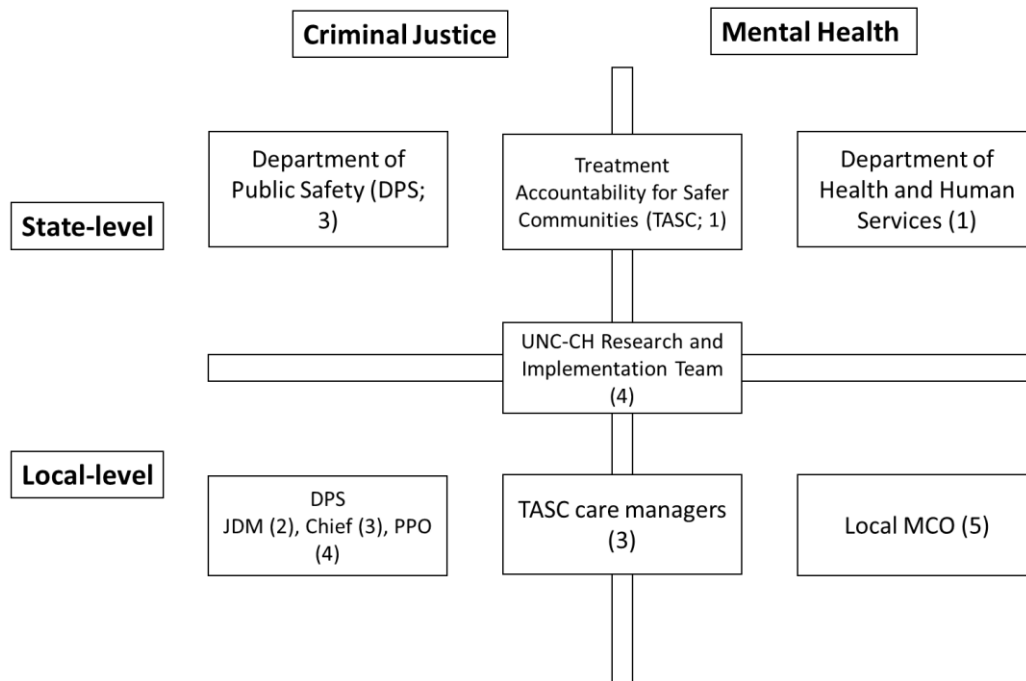 Criminal Justice
Mental Health
State-level
Department of
Public Safety (DPS;
3)
Treatment
Accountability for Safer
Communities (TASC; 1)
Department of
Health and Human
Services (1)
UNC-CH Research and
Implementation Team
(4)
Local-level
DPS
JDM (2), Chief (3), PPO
(4)
TASC care managers
(3)
Local MCO (5)